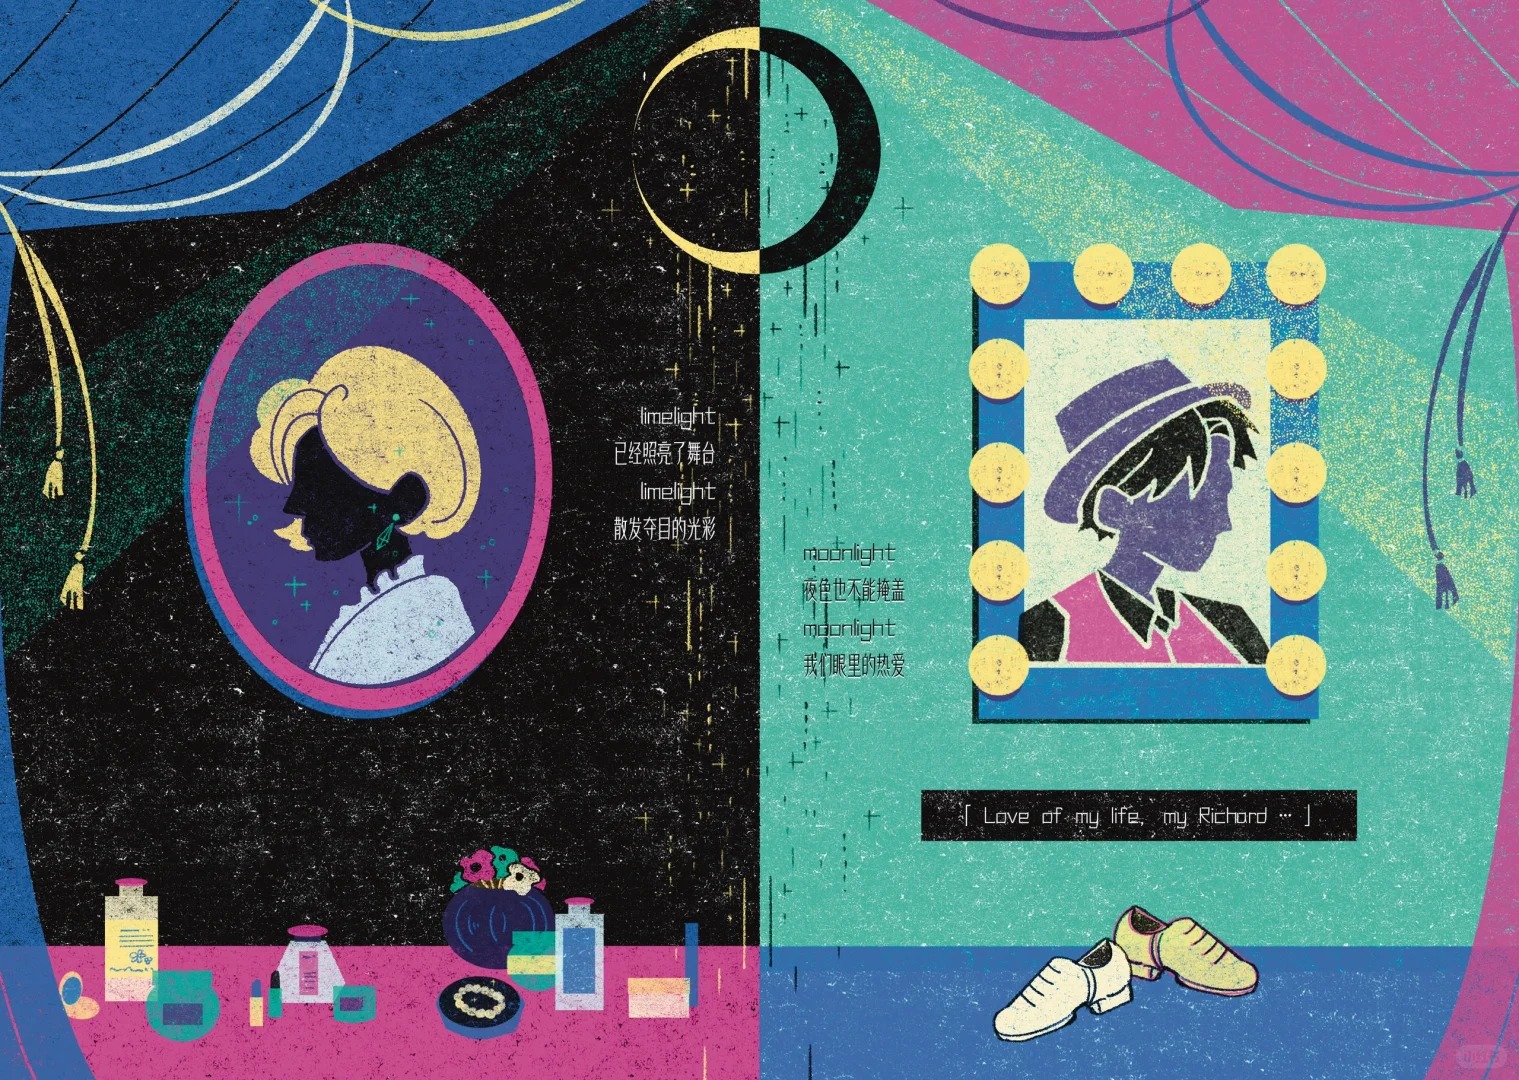 limelight
已经照亮了舞台
limelight
散发夺目的光彩
moonlight
夜色也不能掩盖
moonlight
我们眼里的热爱
「 Love of my life, my Richard … 」